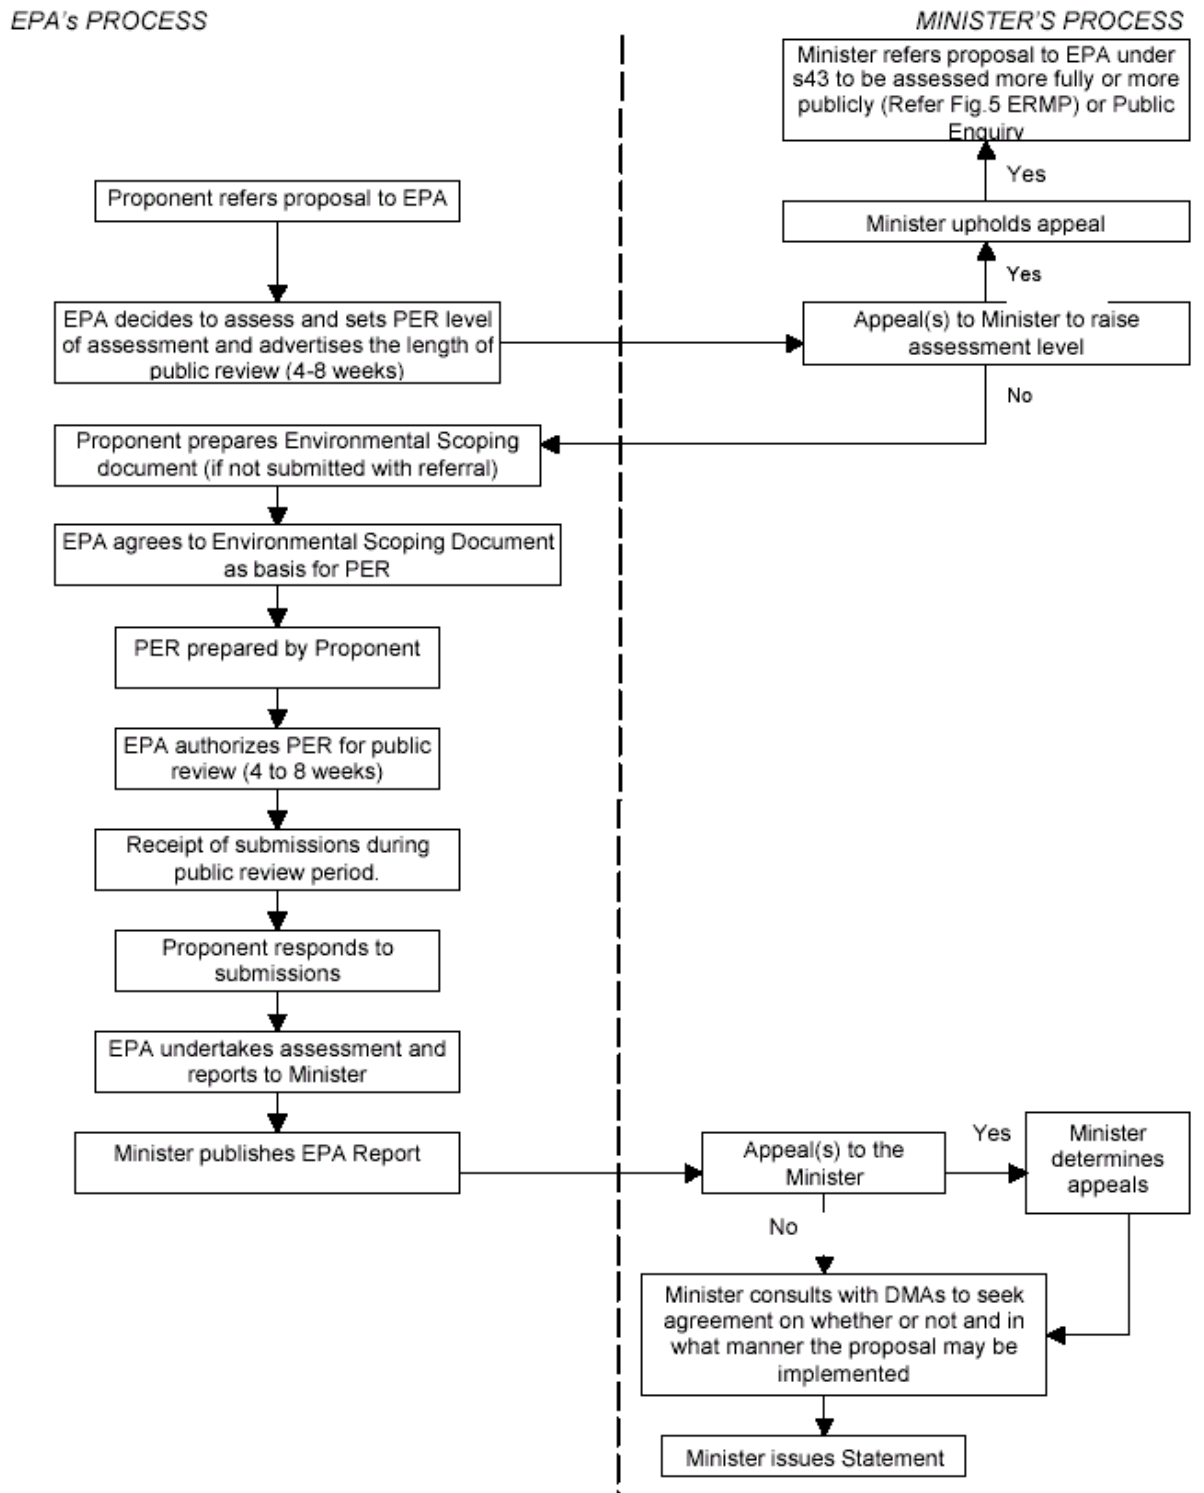 EPA's PROCESS
MINISTER'S PROCESS
Minister refers proposal to EPA under
s43 to be assessed more fully or more
publicly (Refer Fig.5 ERMP) or Public
Enquiry
Yes
Proponent refers proposal to EPA
Minister upholds appeal
Yes
EPA decides to assess and sets PER level
of assessment and advertises the length of
public review (4-8 weeks)
Appeal(s) to Minister to raise
assessment level
No
Proponent prepares Environmental Scoping
document (if not submitted with referral)
EPA agrees to Environmental Scoping Document
as basis for PER
PER prepared by Proponent
EPA authorizes PER for public
review (4 to 8 weeks)
Receipt of submissions during
public review period.
Proponent responds to
submissions
EPA undertakes assessment and
reports to Minister
Minister publishes EPA Report
Appeal(s) to the
Minister
Yes
Minister
determines
appeals
No
Minister consults with DMAs to seek
agreement on whether or not and in
what manner the proposal may be
implemented
Minister issues Statement